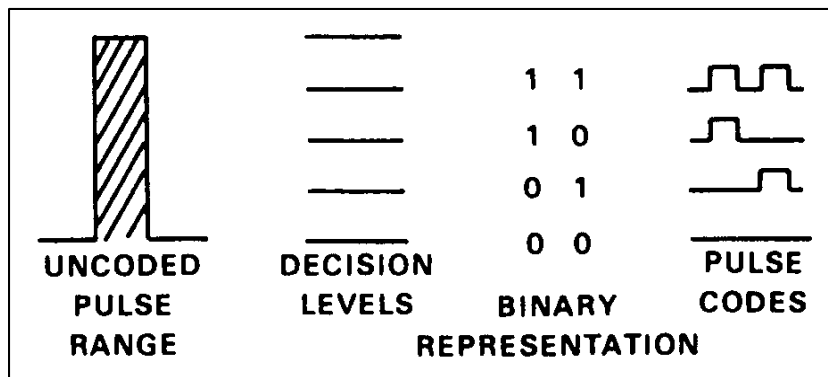 1 1
1 0
0 1
0 0
UNCODED PULSE RANGE
DECISION LEVELS
BINARY REPRESENTATION
PULSE CODES